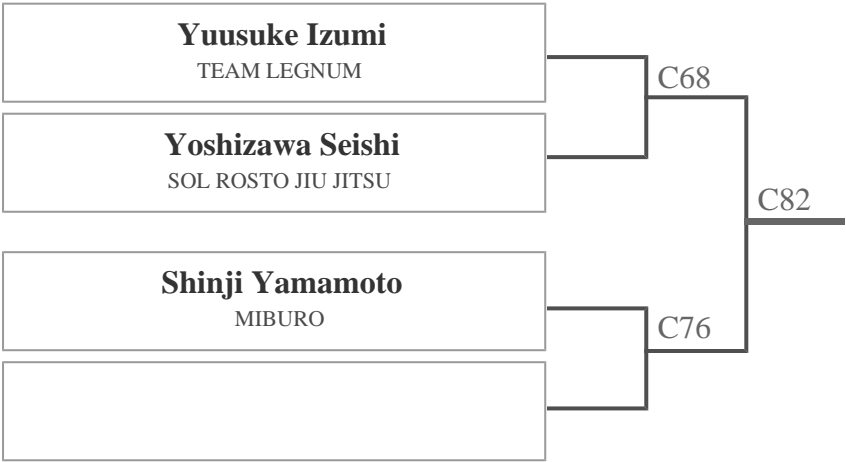 Yuusuke Izumi
TEAM LEGNUM
C68
Yoshizawa Seishi
SOL ROSTO JIU JITSU
C82
Shinji Yamamoto
MIBURO
C76